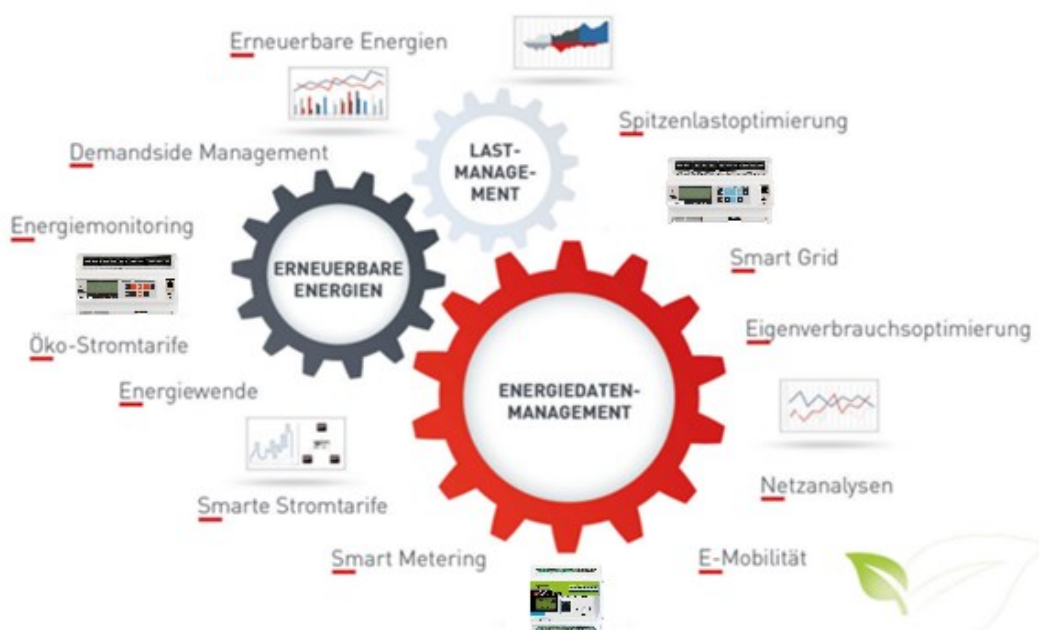 Erneuerbare Energien
Spitzenlastoptimierung
Demandside Management
LAST-
MANAGE-
MENT
Energiemonitoring
Smart Grid
ERNEUERBARE
ENERGIEN
Öko-Stromtarife
Eigenverbrauchsoptimierung
Energiewende
ENERGIEDATEN-
MANAGEMENT
Smarte Stromtarife
Netzanalysen
Smart Metering
E-Mobilität